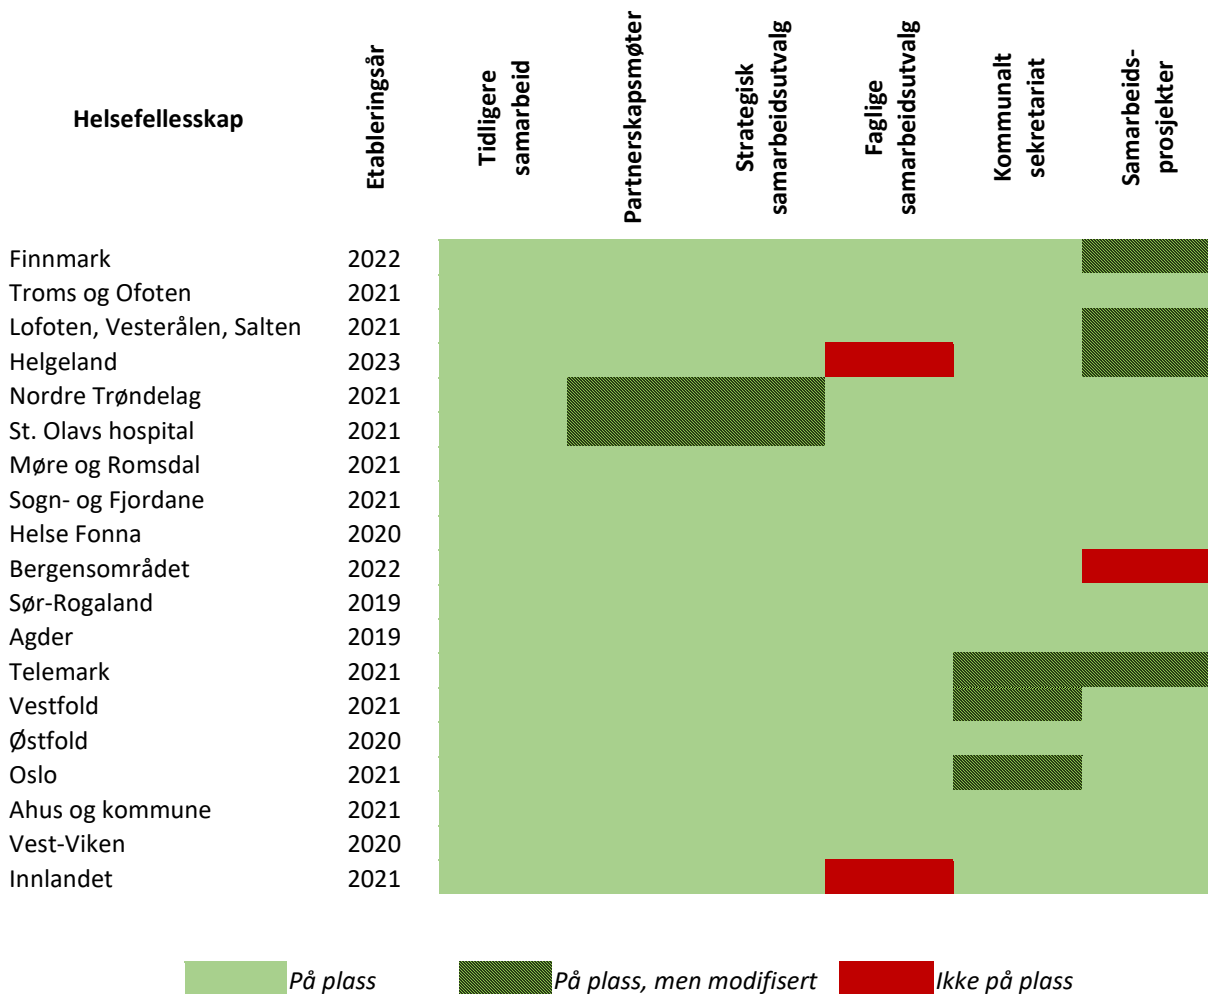 Helsefellesskap
Etableringsår
Tidligere
samarbeid
Partnerskapsmøter
Strategisk
samarbeidsutvalg
Faglige
samarbeidsutvalg
Kommunalt
sekretariat
Samarbeids-
prosjekter
Finnmark 2022
Troms og Ofoten 2021
Lofoten, Vesterålen, Salten 2021
Helgeland 2023
Nordre Trøndelag 2021
St. Olavs hospital 2021
Møre og Romsdal 2021
Sogn- og Fjordane 2021
Helse Fonna 2020
Bergensområdet 2022
Sør-Rogaland 2019
Agder 2019
Telemark 2021
Vestfold 2021
Østfold 2020
Oslo 2021
Ahus og kommune 2021
Vest-Viken 2020
Innlandet 2021
På plass På plass, men modifisert Ikke på plass